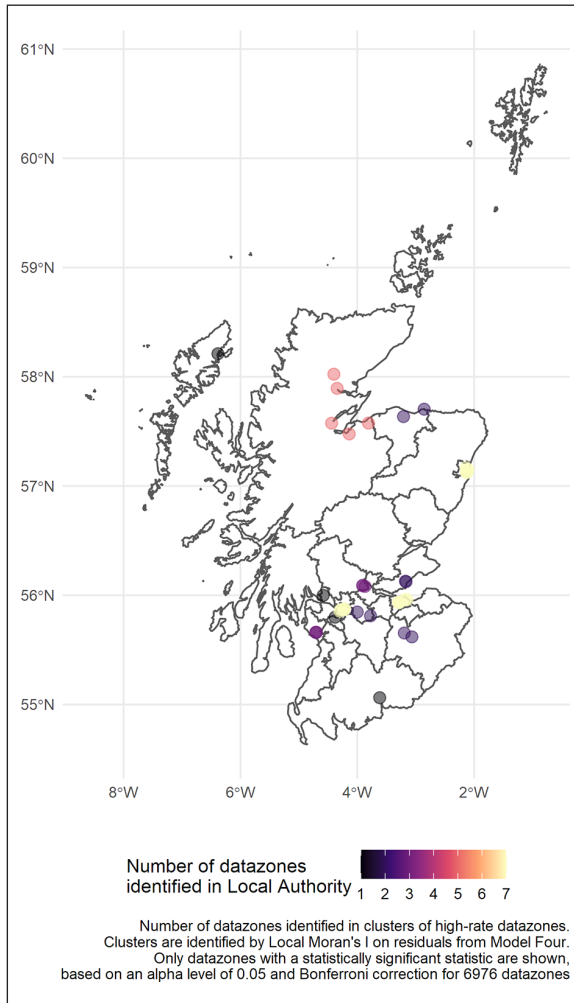 61°N
60°N
59°N
58°N
57°N
56°N
55°N
8°W 6°W 4°W 2°W
Number of datazones
identified in Local Authority
1 2 3 4 5 6 7
Number of datazones identified in clusters of high-rate datazones.
Clusters are identified by Local Moran's I on residuals from Model Four.
Only datazones with a statistically significant statistic are shown,
based on an alpha level of 0.05 and Bonferroni correction for 6976 datazones